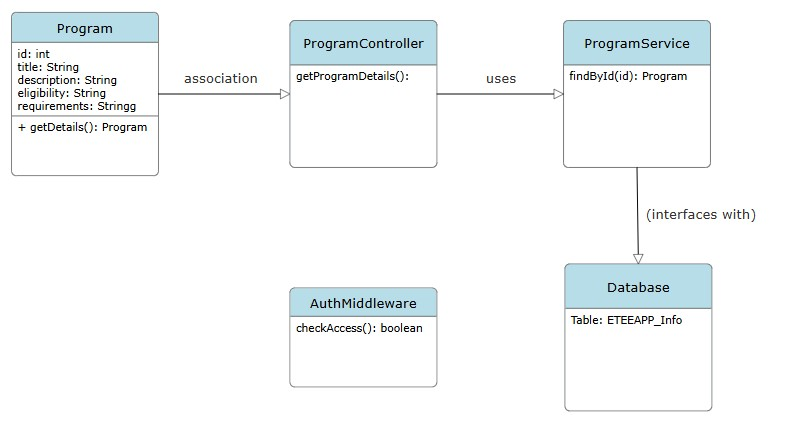 Program
id: int
title: String
description: String
eligibility: String
requirements: Stringg
+ getDetails(): Program
association
ProgramController
getProgramDetails():
uses
ProgramService
findById(id): Program
(interfaces with)
AuthMiddleware
checkAccess(): boolean
Database
Table: ETEEAPP_Info